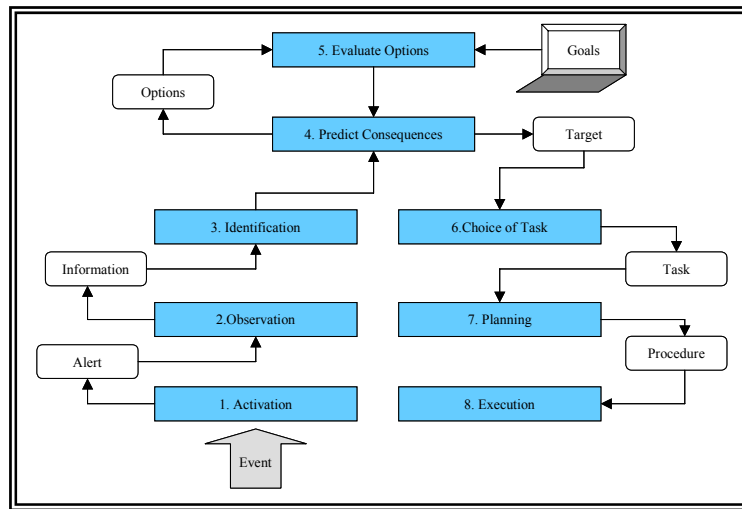 5. Evaluate Options
Goals
Options
4. Predict Consequences
Target
3. Identification
6.Choice of Task
Information
Task
2.Observation
7. Planning
Alert
Procedure
1. Activation
8. Execution
Event